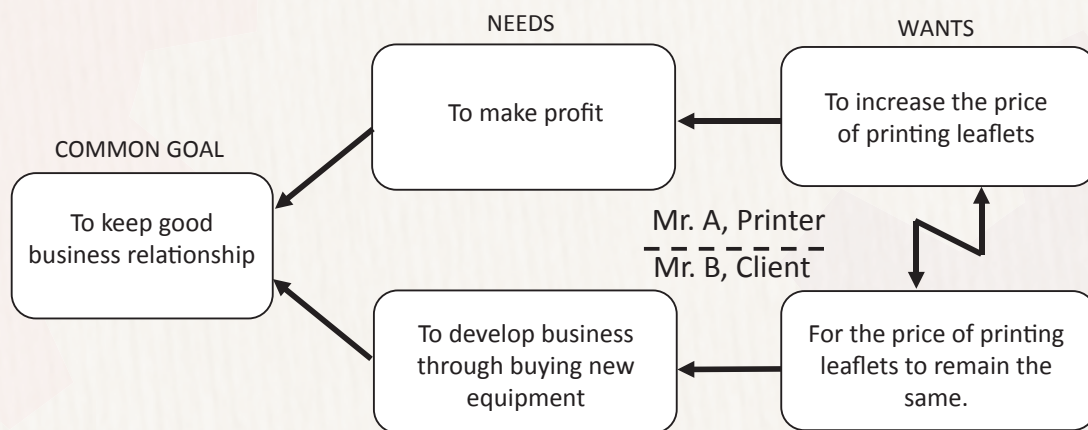 NEEDS
WANTS
To make profit
To increase the price
of printing leaflets
COMMON GOAL
To keep good
business relationship
Mr. A, Printer
Mr. B, Client
To develop business
through buying new
equipment
For the price of printing
leaflets to remain the
same.